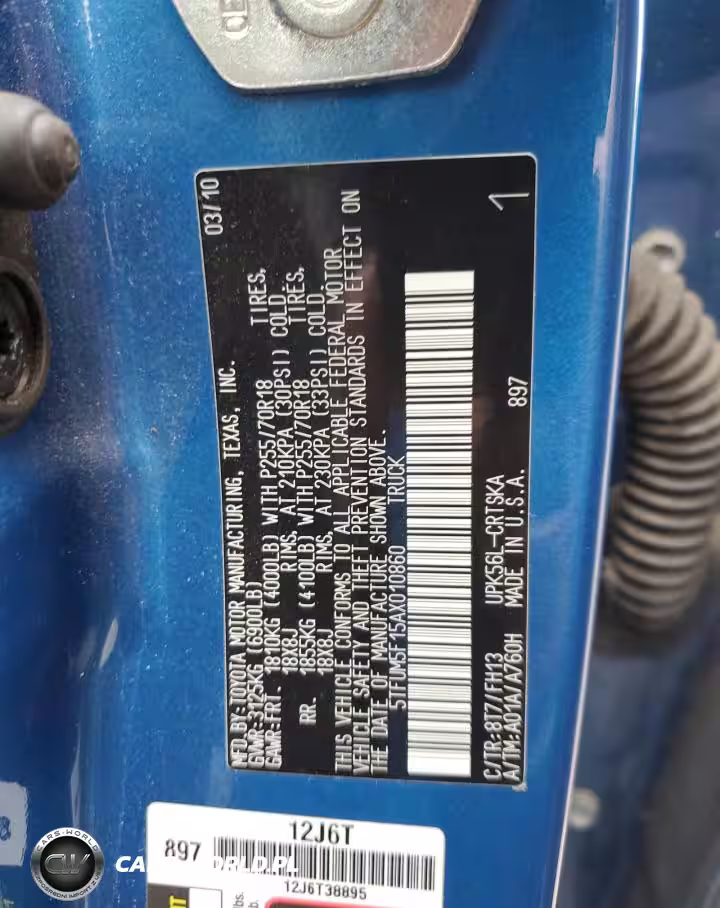 MFD.BY:TOYOTA MOTOR MANUFACTURING, TEXAS, INC. 03/10
GVWR:3125KG (6900LB)
GAWR:FRT. 1810KG (4000LB) WITH P255/70R18 TIRES,
18X8J RIMS, AT 210KPA (30PSI) COLD.
RR. 1855KG (4100LB) WITH P255/70R18 TIRES,
18X8J RIMS, AT 230KPA (33PSI) COLD.
THIS VEHICLE CONFORMS TO ALL APPLICABLE FEDERAL MOTOR
VEHICLE SAFETY AND THEFT PREVENTION STANDARDS IN EFFECT ON
THE DATE OF MANUFACTURE SHOWN ABOVE.
5TFUM5F15AX010860 TRUCK
C/TR:8T7/FH13 UPK56L-CRTSKA 897 1
A/TM:A01A/A760H MADE IN U.S.A.
12J6T
897
12J6T38895
lbs.
CARS-WORLD
CW